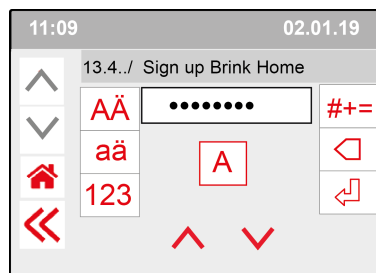 11:09 02.01.19
13.4../ Sign up Brink Home
AÄ •••••••• #+=
aä A
123